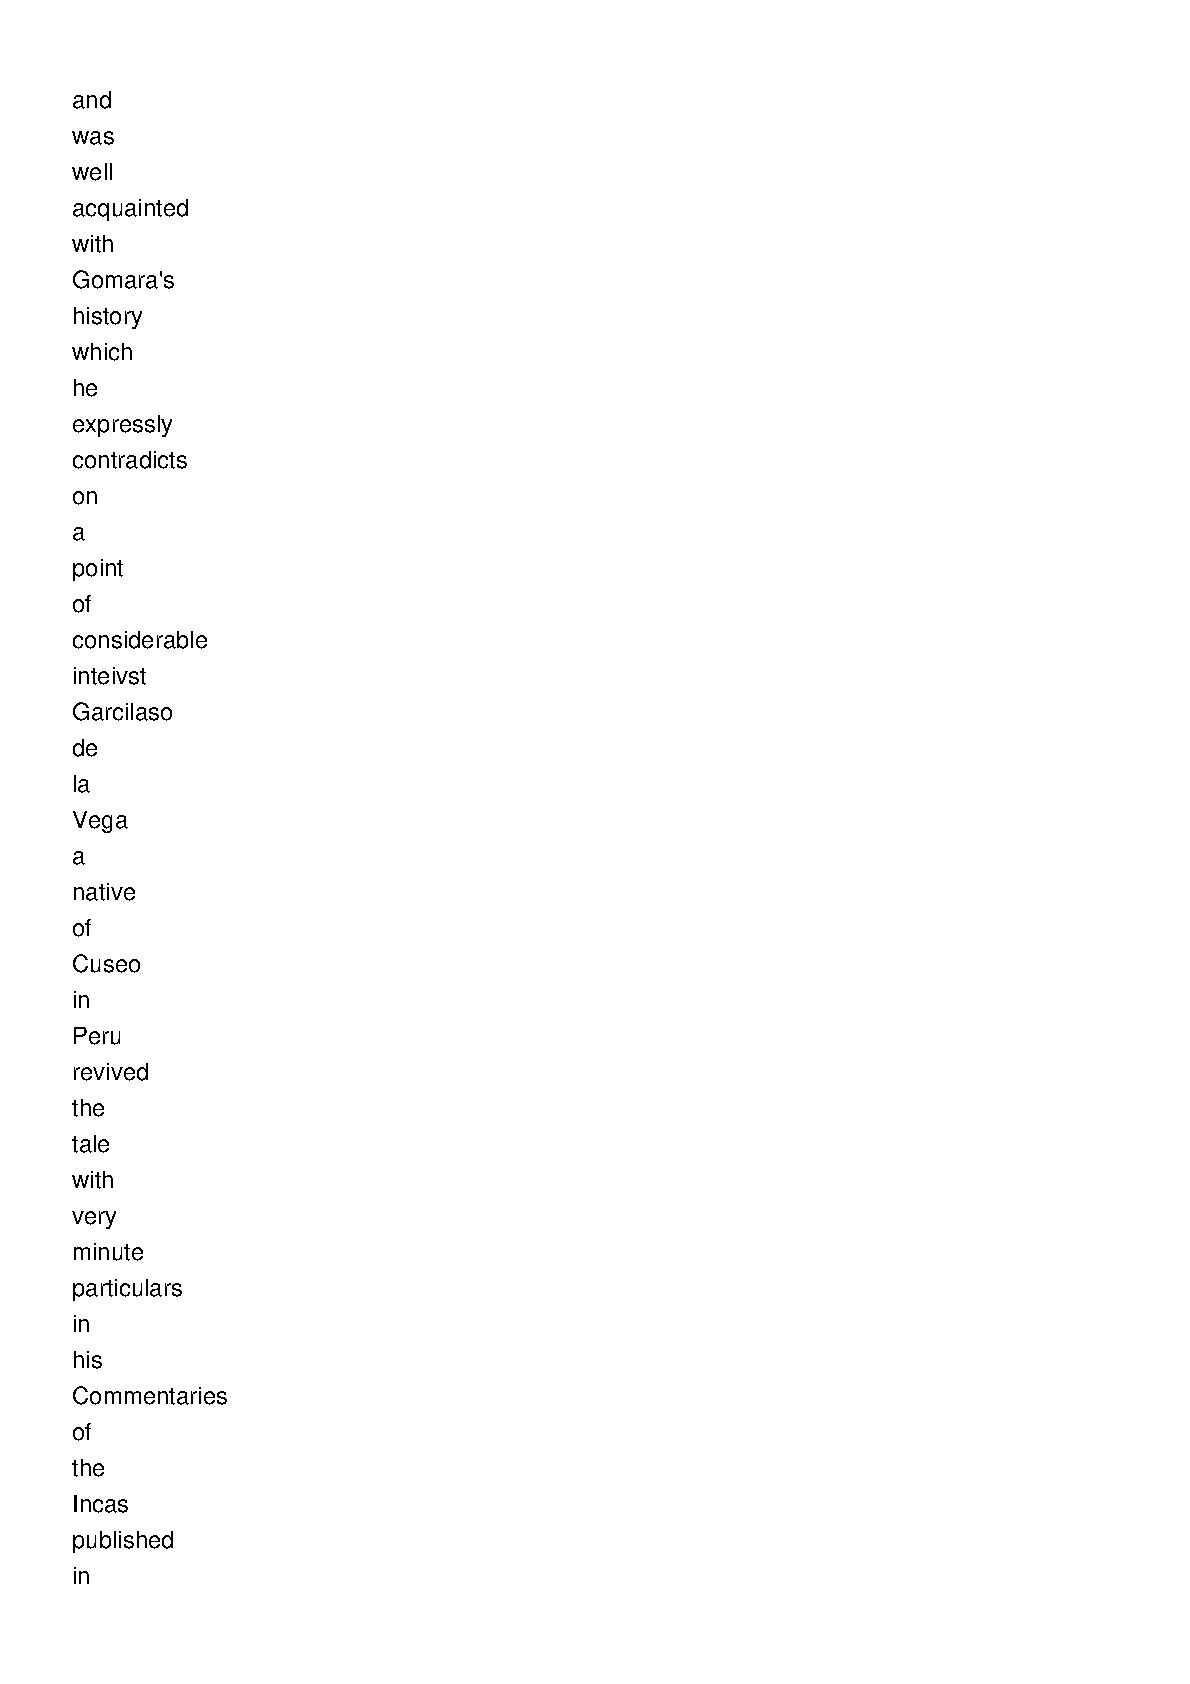 and
was
well
acquainted
with
Gomara's
history
which
he
expressly
contradicts
on
a
point
of
considerable
inteivst
Garcilaso
de
la
Vega
a
native
of
Cuseo
in
Peru
revived
the
tale
with
very
minute
particulars
in
his
Commentaries
of
the
Incas
published
in